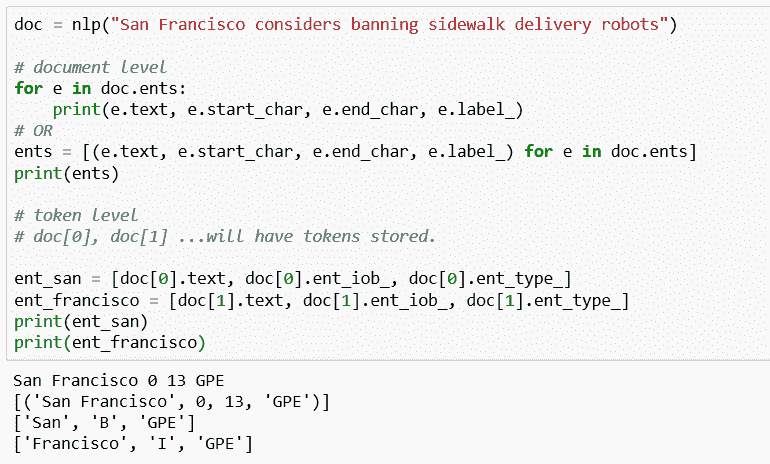 doc = nlp("San Francisco considers banning sidewalk delivery robots")
# document level
for e in doc.ents:
    print(e.text, e.start_char, e.end_char, e.label_)
# OR
ents = [(e.text, e.start_char, e.end_char, e.label_) for e in doc.ents]
print(ents)
# token level
# doc[0], doc[1] ...will have tokens stored.
ent_san = [doc[0].text, doc[0].ent_iob_, doc[0].ent_type_]
ent_francisco = [doc[1].text, doc[1].ent_iob_, doc[1].ent_type_]
print(ent_san)
print(ent_francisco)
San Francisco 0 13 GPE
[('San Francisco', 0, 13, 'GPE')]
['San', 'B', 'GPE']
['Francisco', 'I', 'GPE']